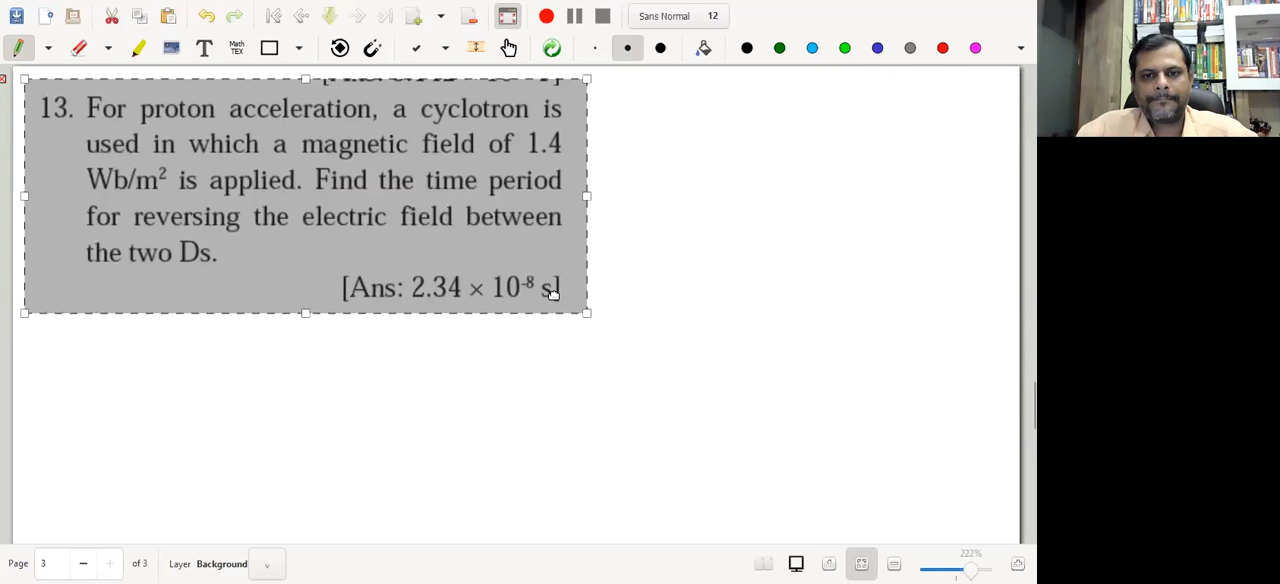 Sans Normal 12
Math
TEX
13. For proton acceleration, a cyclotron is
used in which a magnetic field of 1.4
Wb/m² is applied. Find the time period
for reversing the electric field between
the two Ds.
[Ans: 2.34 × 10⁻⁸ s]
Page 3 of 3 Layer Background 222%